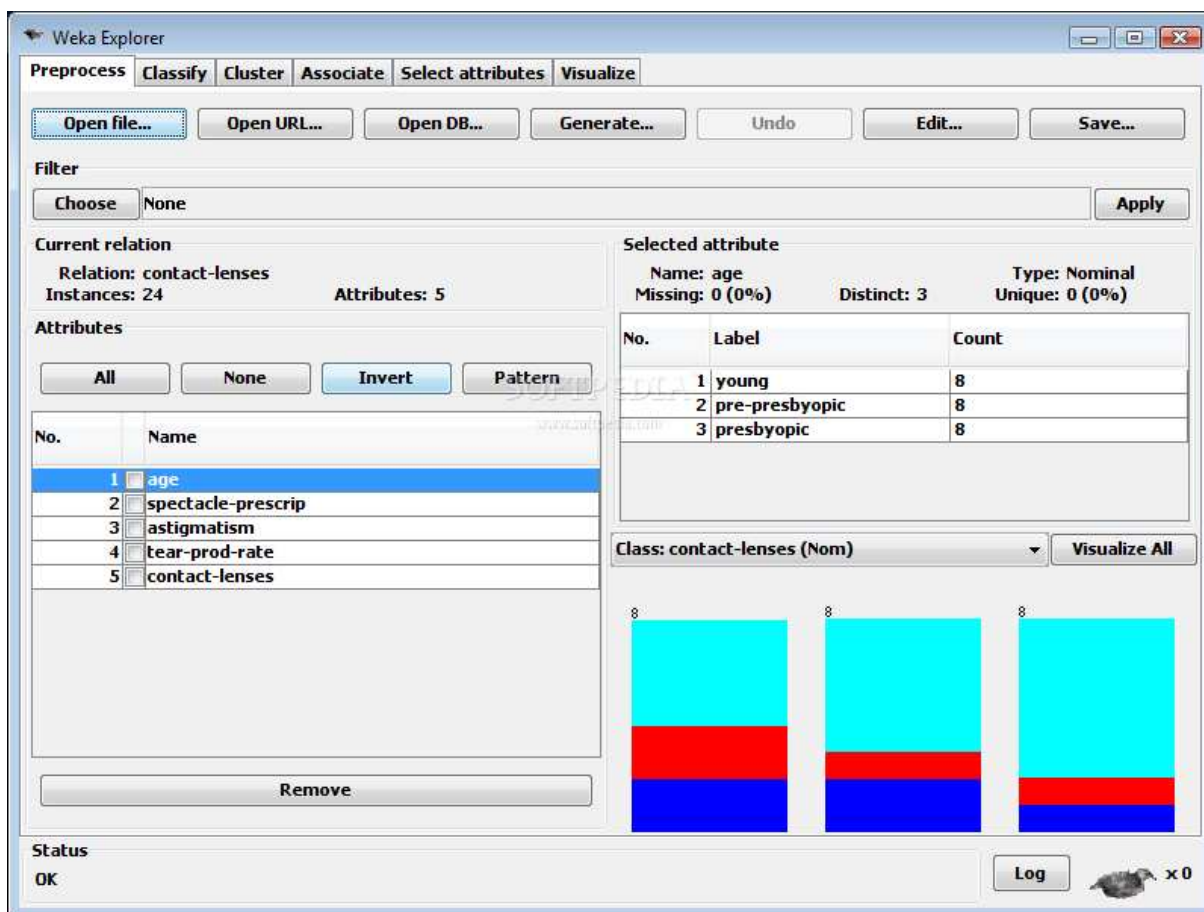 Weka Explorer
Preprocess Classify Cluster Associate Select attributes Visualize
Open file... Open URL... Open DB... Generate... Undo Edit... Save...
Filter
Choose None Apply
Current relation
Relation: contact-lenses
Instances: 24 Attributes: 5
Attributes
All None Invert Pattern
No. Name
1 age
2 spectacle-prescrip
3 astigmatism
4 tear-prod-rate
5 contact-lenses
Remove
Selected attribute
Name: age Type: Nominal
Missing: 0 (0%) Distinct: 3 Unique: 0 (0%)
No. Label Count
1 young 8
2 pre-presbyopic 8
3 presbyopic 8
Class: contact-lenses (Nom) Visualize All
8 8 8
SOFTPEDIA
www.softpedia.com
Status
OK
Log x 0